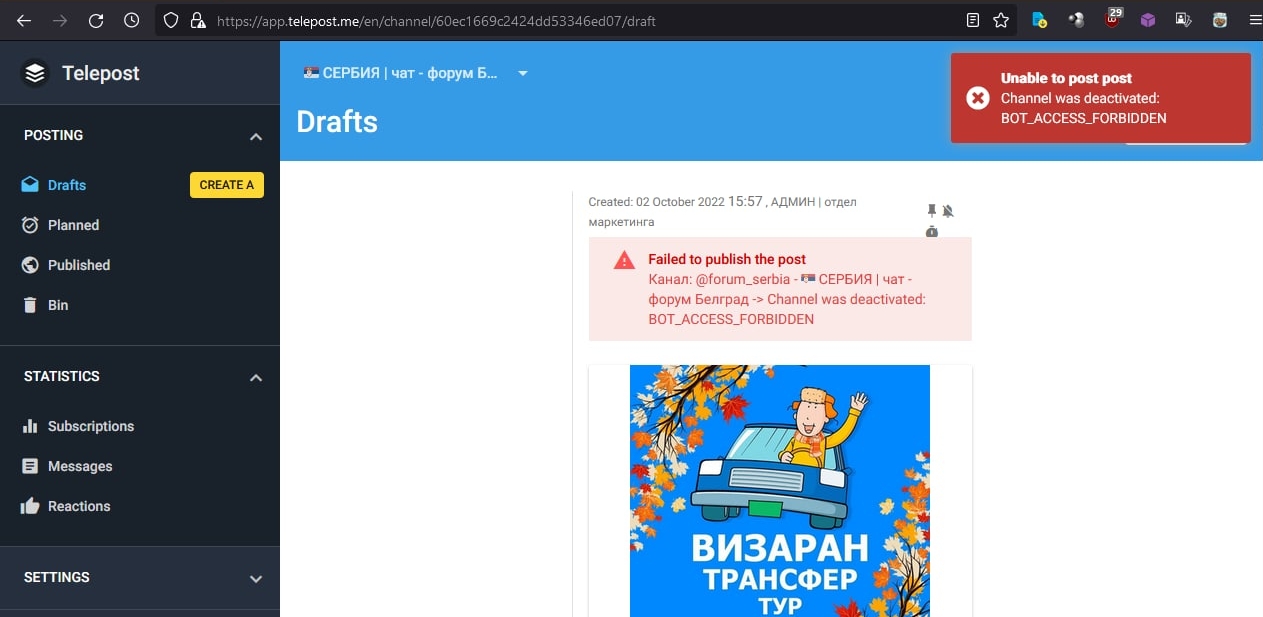 https://app.telepost.me/en/channel/60ec1669c2424dd53346ed07/draft
29
Telepost
POSTING
Drafts
CREATE A
Planned
Published
Bin
STATISTICS
Subscriptions
Messages
Reactions
SETTINGS
СЕРБИЯ | чат - форум Б...
Drafts
Unable to post post
Channel was deactivated:
BOT_ACCESS_FORBIDDEN
Created: 02 October 2022 15:57 , АДМИН | отдел
маркетинга
Failed to publish the post
Канал: @forum_serbia - 🇷🇸 СЕРБИЯ | чат -
форум Белград -> Channel was deactivated:
BOT_ACCESS_FORBIDDEN
ВИЗАРАН
ТРАНСФЕР
ТУР